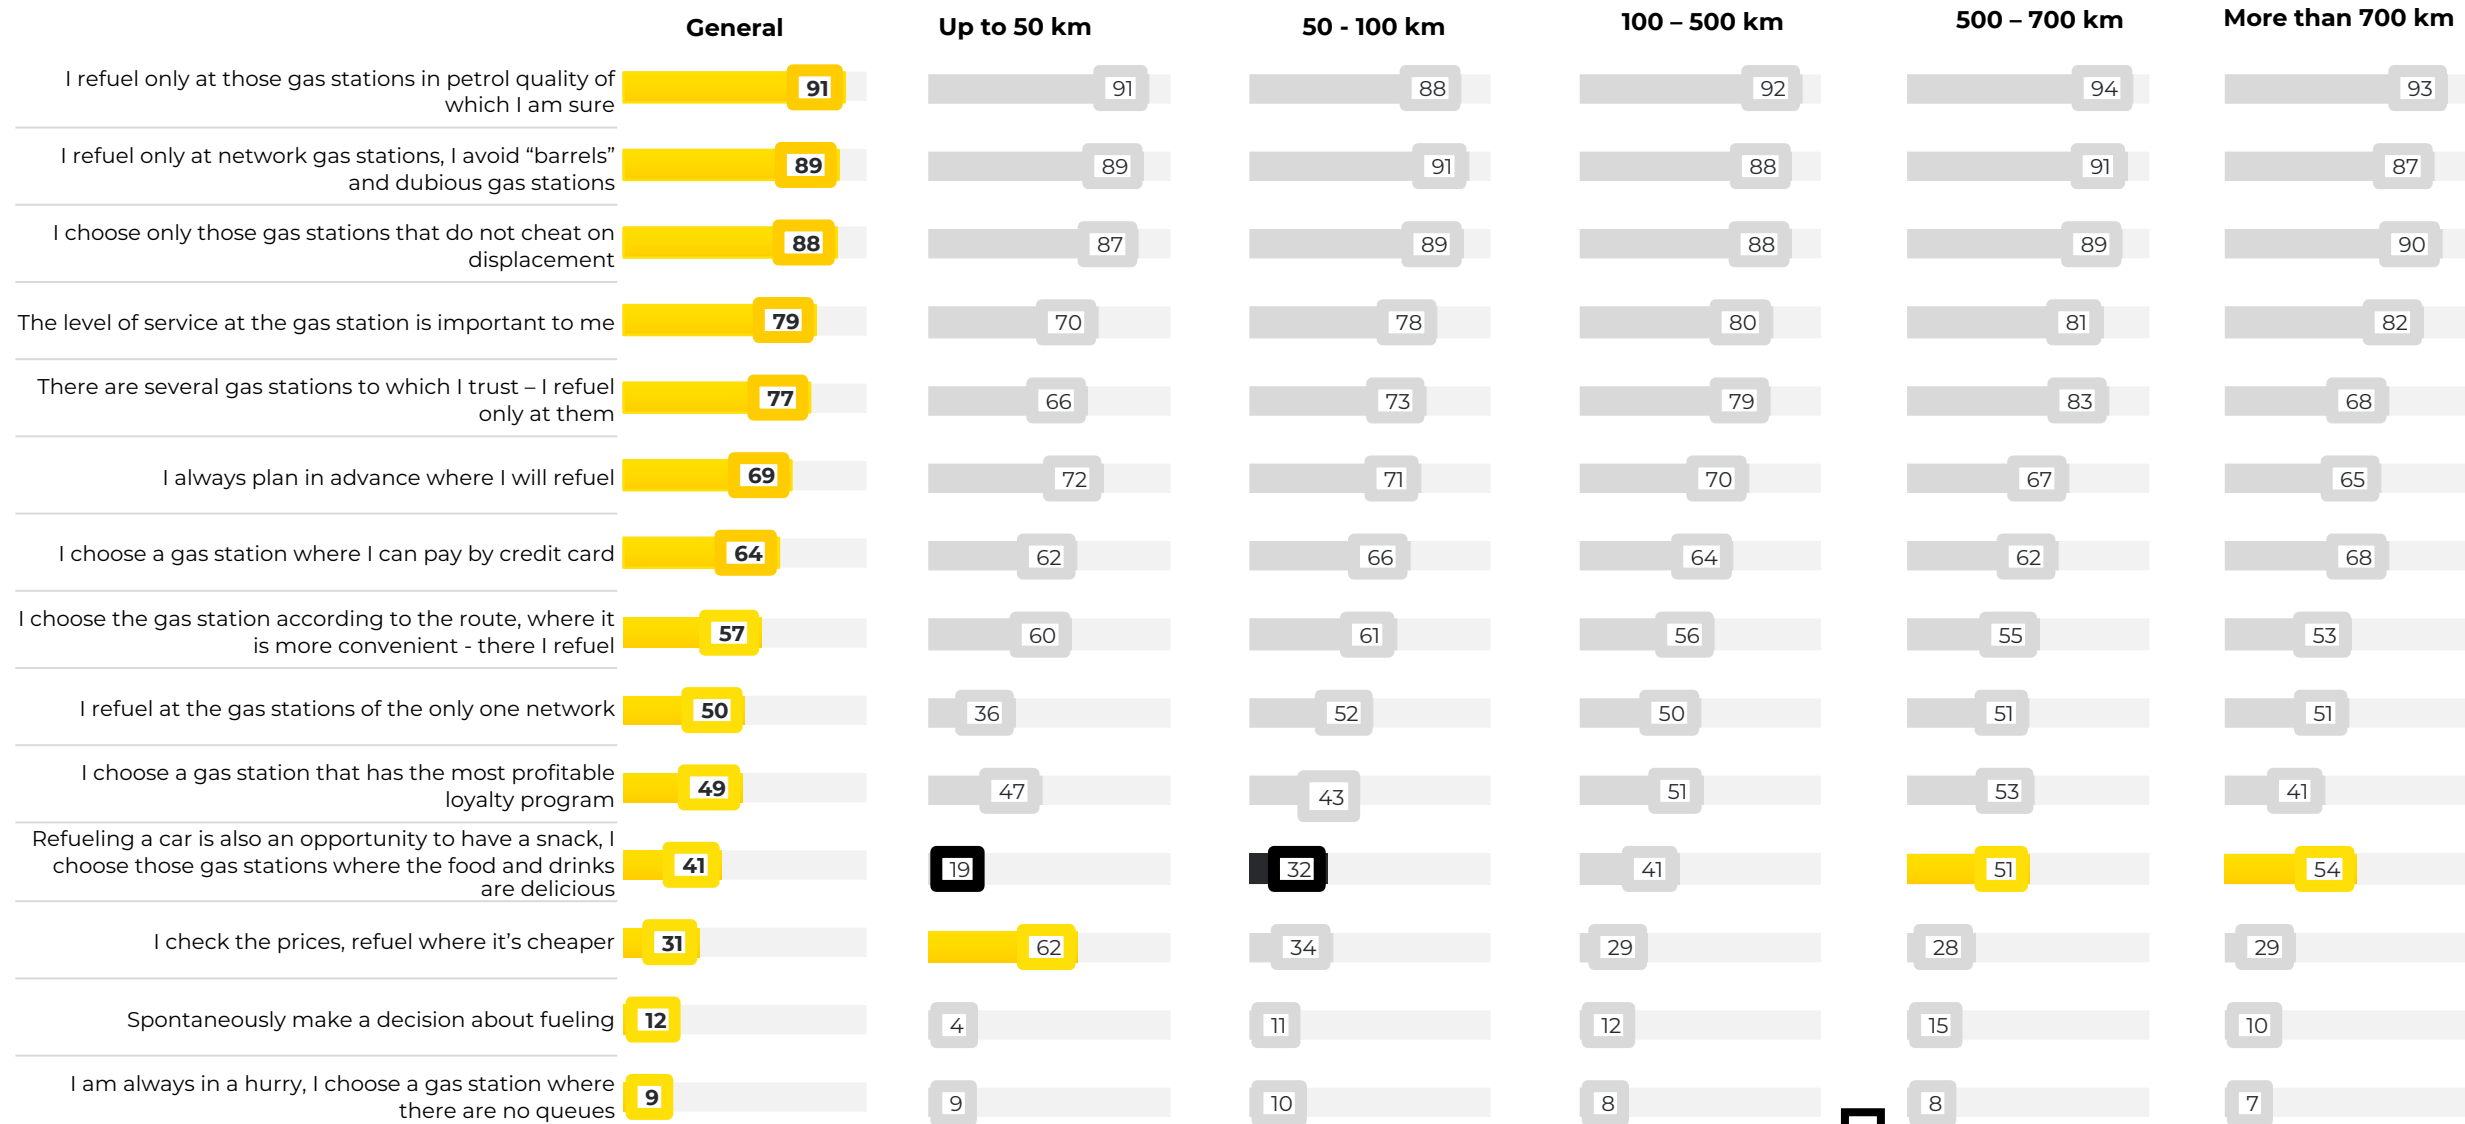 General Up to 50 km 50 - 100 km 100 – 500 km 500 – 700 km More than 700 km
I refuel only at those gas stations in petrol quality of
which I am sure
91 91 88 92 94 93
I refuel only at network gas stations, I avoid “barrels”
and dubious gas stations
89 89 91 88 91 87
I choose only those gas stations that do not cheat on
displacement
88 87 89 88 89 90
The level of service at the gas station is important to me
79 70 78 80 81 82
There are several gas stations to which I trust – I refuel
only at them
77 66 73 79 83 68
I always plan in advance where I will refuel
69 72 71 70 67 65
I choose a gas station where I can pay by credit card
64 62 66 64 62 68
I choose the gas station according to the route, where it
is more convenient - there I refuel
57 60 61 56 55 53
I refuel at the gas stations of the only one network
50 36 52 50 51 51
I choose a gas station that has the most profitable
loyalty program
49 47 43 51 53 41
Refueling a car is also an opportunity to have a snack, I
choose those gas stations where the food and drinks
are delicious
41 19 32 41 51 54
I check the prices, refuel where it’s cheaper
31 62 34 29 28 29
Spontaneously make a decision about fueling
12 4 11 12 15 10
I am always in a hurry, I choose a gas station where
there are no queues
9 9 10 8 8 7